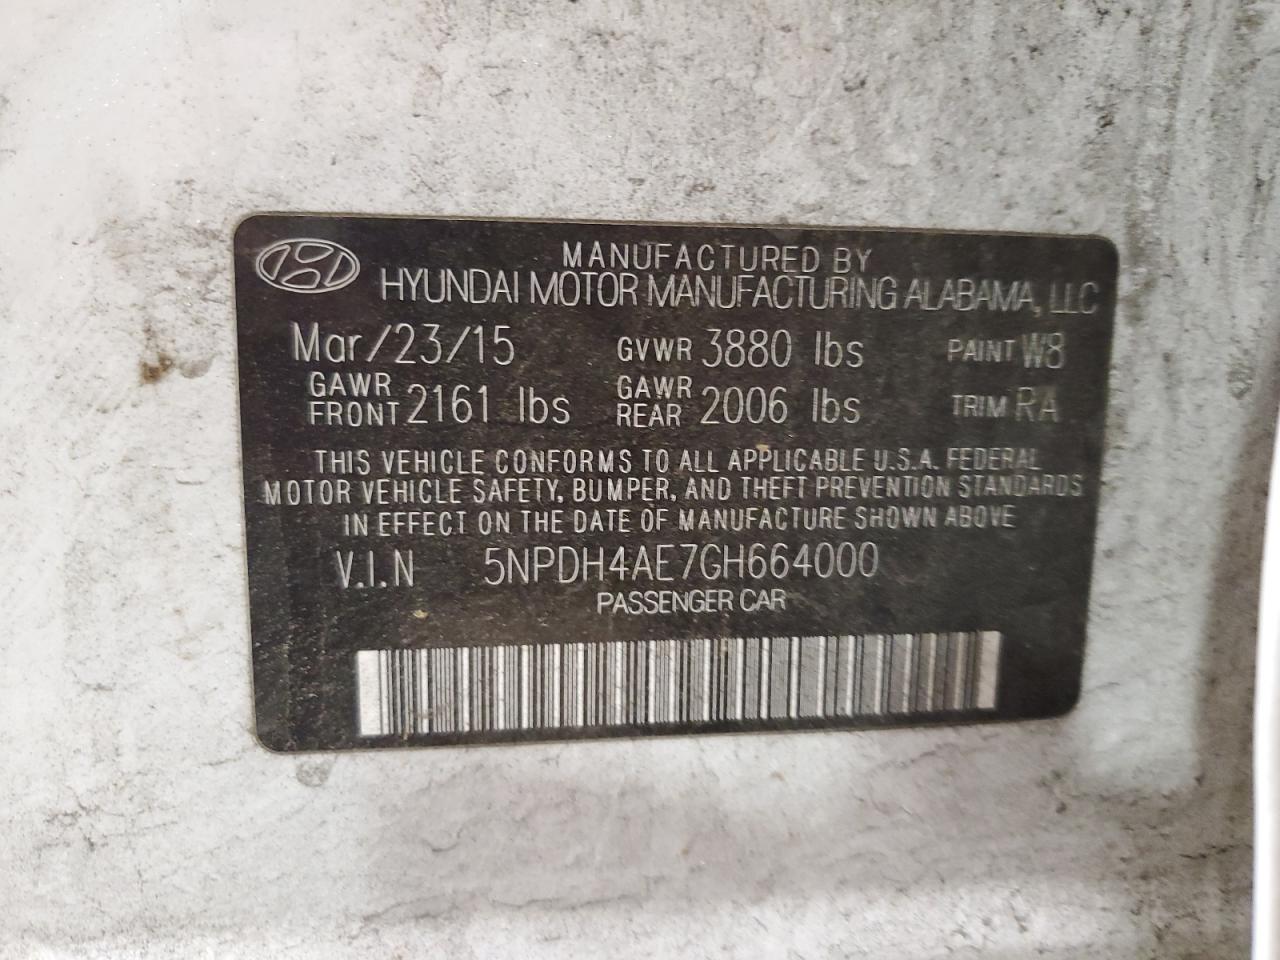 MANUFACTURED BY
HYUNDAI MOTOR MANUFACTURING ALABAMA, LLC
Mar/23/15 GVWR 3880 lbs PAINT W8
GAWR FRONT 2161 lbs GAWR REAR 2006 lbs TRIM RA
THIS VEHICLE CONFORMS TO ALL APPLICABLE U.S.A. FEDERAL
MOTOR VEHICLE SAFETY, BUMPER, AND THEFT PREVENTION STANDARDS
IN EFFECT ON THE DATE OF MANUFACTURE SHOWN ABOVE
V.I.N 5NPDH4AE7GH664000
PASSENGER CAR